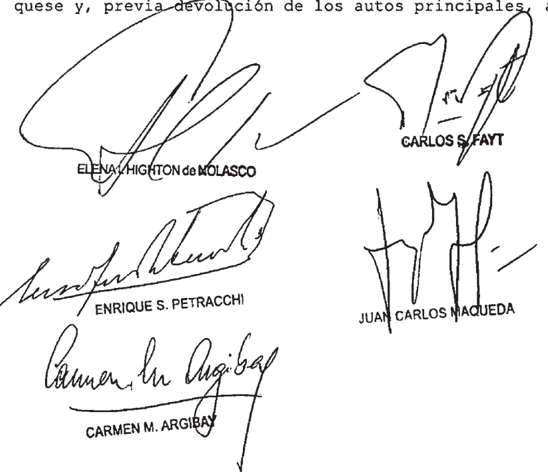 quese y, previa devolución de los autos principales, a
ELENA I. HIGHTON de NOLASCO
CARLOS S. FAYT
ENRIQUE S. PETRACCHI
JUAN CARLOS MAQUEDA
Carmen M. Argibay
CARMEN M. ARGIBAY